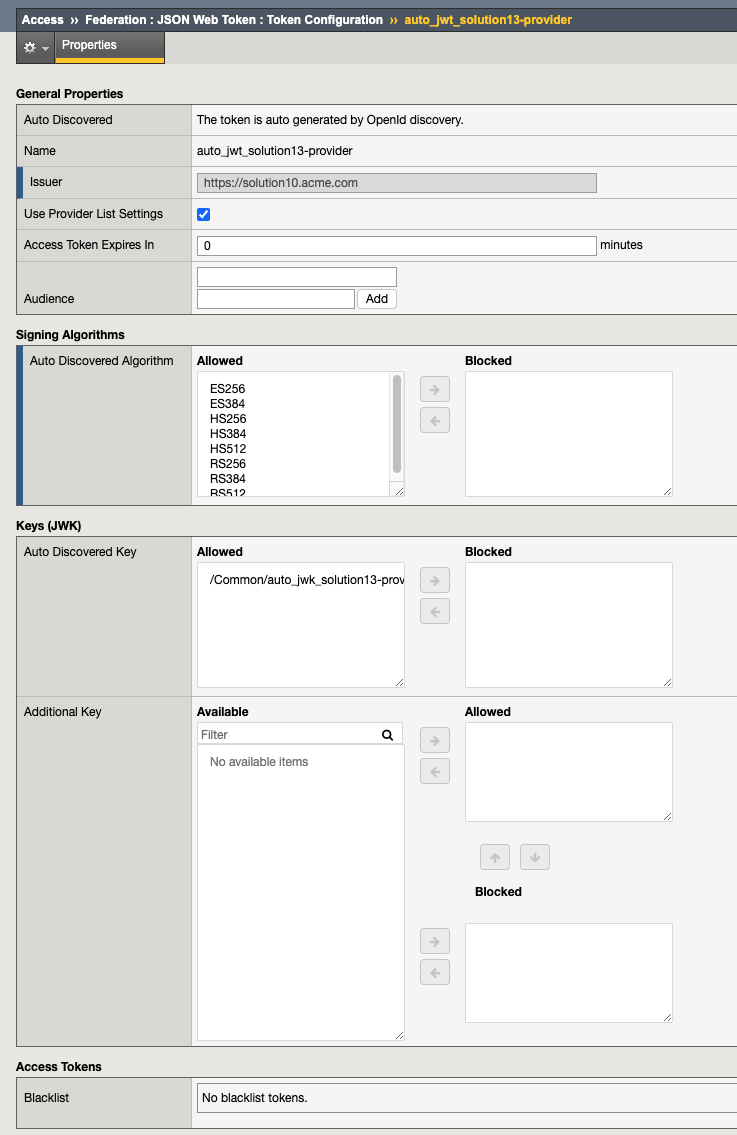 Access ›› Federation : JSON Web Token : Token Configuration ›› auto_jwt_solution13-provider
Properties
General Properties
Auto Discovered The token is auto generated by OpenId discovery.
Name auto_jwt_solution13-provider
Issuer https://solution10.acme.com
Use Provider List Settings
Access Token Expires In 0 minutes
Audience Add
Signing Algorithms
Auto Discovered Algorithm Allowed Blocked
ES256
ES384
HS256
HS384
HS512
RS256
RS384
RS512
Keys (JWK)
Auto Discovered Key Allowed Blocked
/Common/auto_jwk_solution13-prov
Additional Key Available Allowed
Filter
No available items
Blocked
Access Tokens
Blacklist No blacklist tokens.